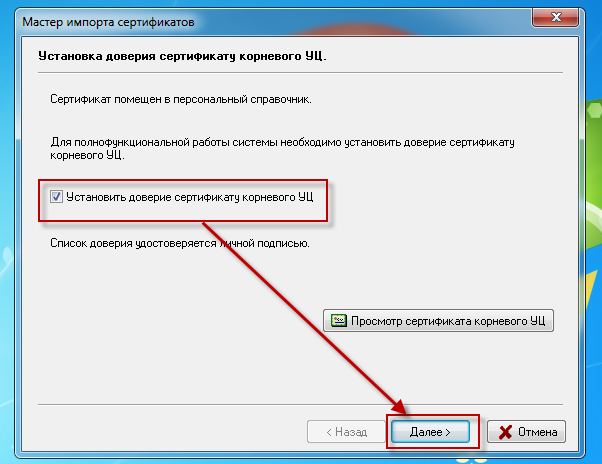 Мастер импорта сертификатов
Установка доверия сертификату корневого УЦ.
Сертификат помещен в персональный справочник.
Для полнофункциональной работы системы необходимо установить доверие сертификату
корневого УЦ.
Установить доверие сертификату корневого УЦ
Список доверия удостоверяется личной подписью.
Просмотр сертификата корневого УЦ
< Назад
Далее >
Отмена